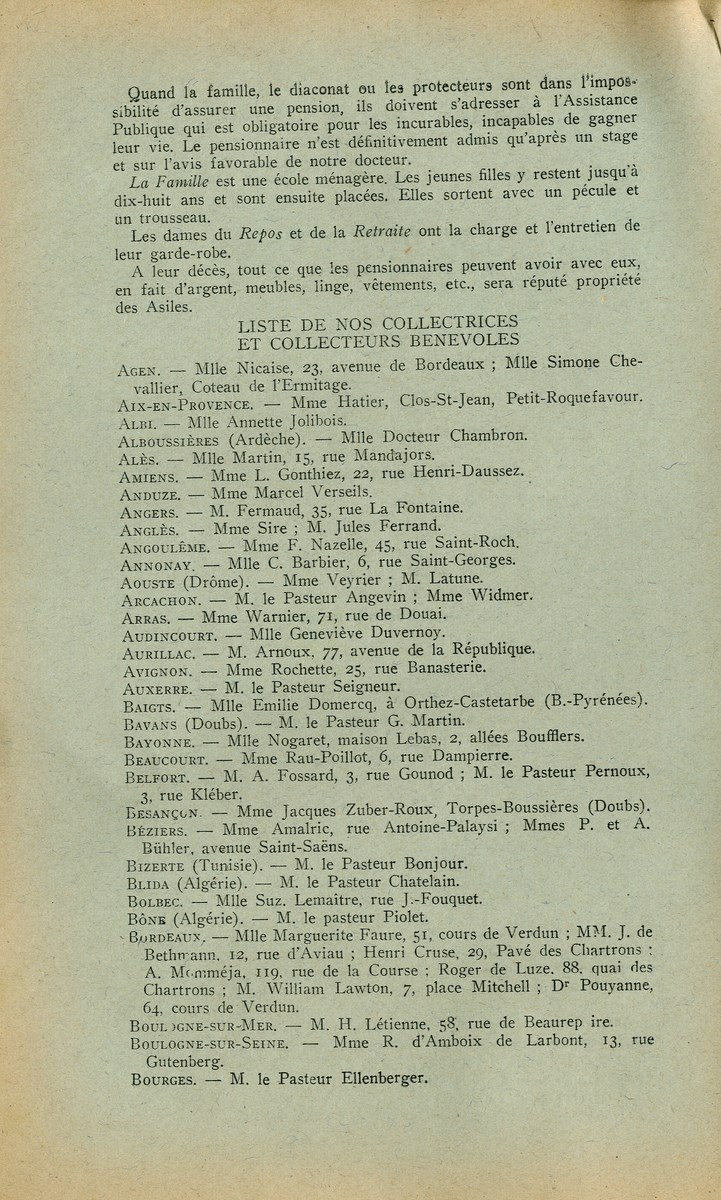 Quand la famille, le diaconat ou les protecteurs sont dans l'impos-
sibilité d'assurer une pension, ils doivent s'adresser à l'Assistance
Publique qui est obligatoire pour les incurables, incapables de gagner
leur vie. Le pensionnaire n'est définitivement admis qu'après un stage
et sur l'avis favorable de notre docteur.
La Famille est une école ménagère. Les jeunes filles y restent jusqu'à
dix-huit ans et sont ensuite placées. Elles sortent avec un pécule et
un trousseau.
Les dames du Repos et de la Retraite ont la charge et l'entretien de
leur garde-robe.
A leur décès, tout ce que les pensionnaires peuvent avoir avec eux,
en fait d'argent, meubles, linge, vêtements, etc., sera réputé propriété
des Asiles.
LISTE DE NOS COLLECTRICES
ET COLLECTEURS BENEVOLES
AGEN. — Mlle Nicaise, 23, avenue de Bordeaux ; Mlle Simone Che-
vallier, Coteau de l'Ermitage.
AIX-EN-PROVENCE. — Mme Hatier, Clos-St-Jean, Petit-Roquefavour.
ALBI. — Mlle Annette Jolibois.
ALBOUSSIÈRES (Ardèche). — Mlle Docteur Chambron.
ALÈS. — Mlle Martin, 15, rue Mandajors.
AMIENS. — Mme L. Gonthiez, 22, rue Henri-Daussez.
ANDUZE. — Mme Marcel Verseils.
ANGERS. — M. Fermaud, 35, rue La Fontaine.
ANGLÈS. — Mme Sire ; M. Jules Ferrand.
ANGOULÊME. — Mme F. Nazelle, 45, rue Saint-Roch.
ANNONAY. — Mlle C. Barbier, 6, rue Saint-Georges.
AOUSTE (Drôme). — Mme Veyrier ; M. Latune.
ARCACHON. — M. le Pasteur Angevin ; Mme Widmer.
ARRAS. — Mme Warnier, 71, rue de Douai.
AUDINCOURT. — Mlle Geneviève Duvernoy.
AURILLAC. — M. Arnoux, 77, avenue de la République.
AVIGNON. — Mme Rochette, 25, rue Banasterie.
AUXERRE. — M. le Pasteur Seigneur.
BAIGTS. — Mlle Emilie Domercq, à Orthez-Castetarbe (B.-Pyrénées).
BAVANS (Doubs). — M. le Pasteur G. Martin.
BAYONNE. — Mlle Nogaret, maison Lebas, 2, allées Boufflers.
BEAUCOURT. — Mme Rau-Poillot, 6, rue Dampierre.
BELFORT. — M. A. Fossard, 3, rue Gounod ; M. le Pasteur Pernoux,
3, rue Kléber.
BESANÇON. — Mme Jacques Zuber-Roux, Torpes-Boussières (Doubs).
BÉZIERS. — Mme Amalric, rue Antoine-Palaysi ; Mmes P. et A.
Bühler, avenue Saint-Saëns.
BIZERTE (Tunisie). — M. le Pasteur Bonjour.
BLIDA (Algérie). — M. le Pasteur Chatelain.
BOLBEC. — Mlle Suz. Lemaître, rue J.-Fouquet.
BÔNE (Algérie). — M. le pasteur Piolet.
BORDEAUX. — Mlle Marguerite Faure, 51, cours de Verdun ; MM. J. de
Bethmann, 12, rue d'Aviau ; Henri Cruse, 29, Pavé des Chartrons ;
A. Momméja, 119, rue de la Course ; Roger de Luze, 88, quai des
Chartrons ; M. William Lawton, 7, place Mitchell ; Dr Pouyanne,
64, cours de Verdun.
BOULOGNE-SUR-MER. — M. H. Létienne, 58, rue de Beaurep ire.
BOULOGNE-SUR-SEINE. — Mme R. d'Amboix de Larbont, 13, rue
Gutenberg.
BOURGES. — M. le Pasteur Ellenberger.